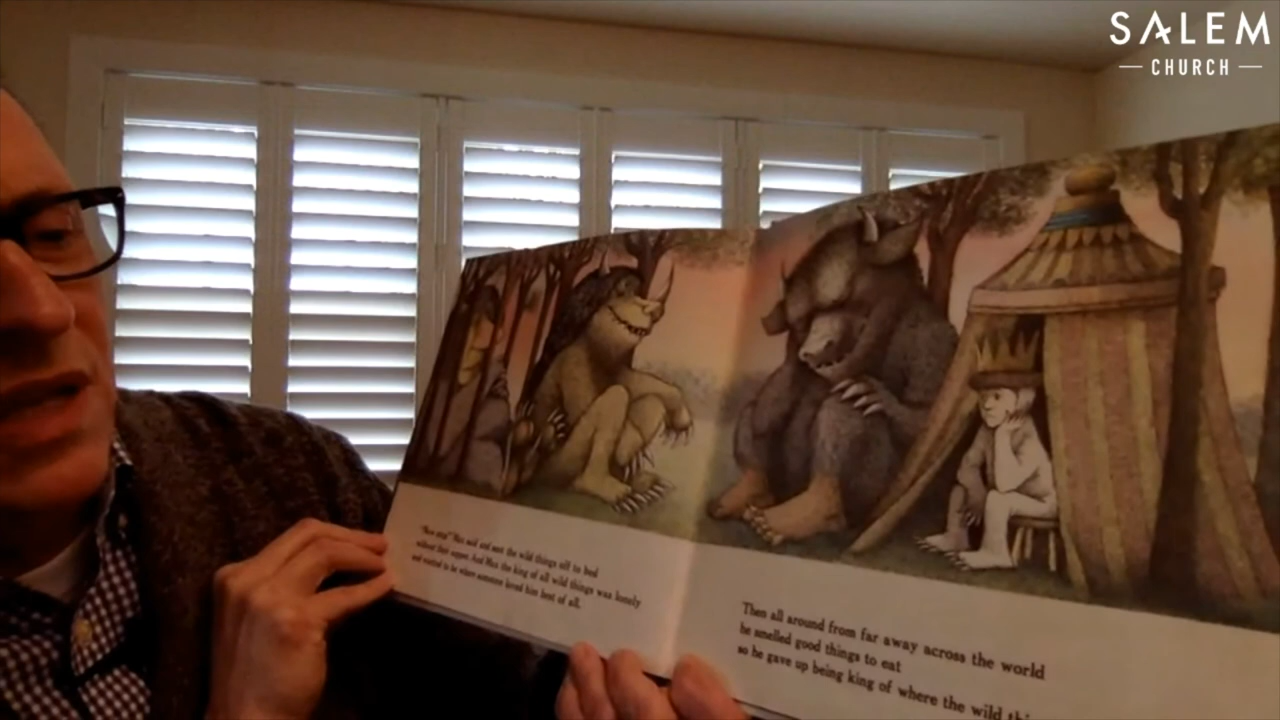 SALEM
CHURCH
"Now stop!" Max said and sent the wild things off to bed
without their supper. And Max the king of all wild things was lonely
and wanted to be where someone loved him best of all.
Then all around from far away across the world
he smelled good things to eat
so he gave up being king of where the wild thi